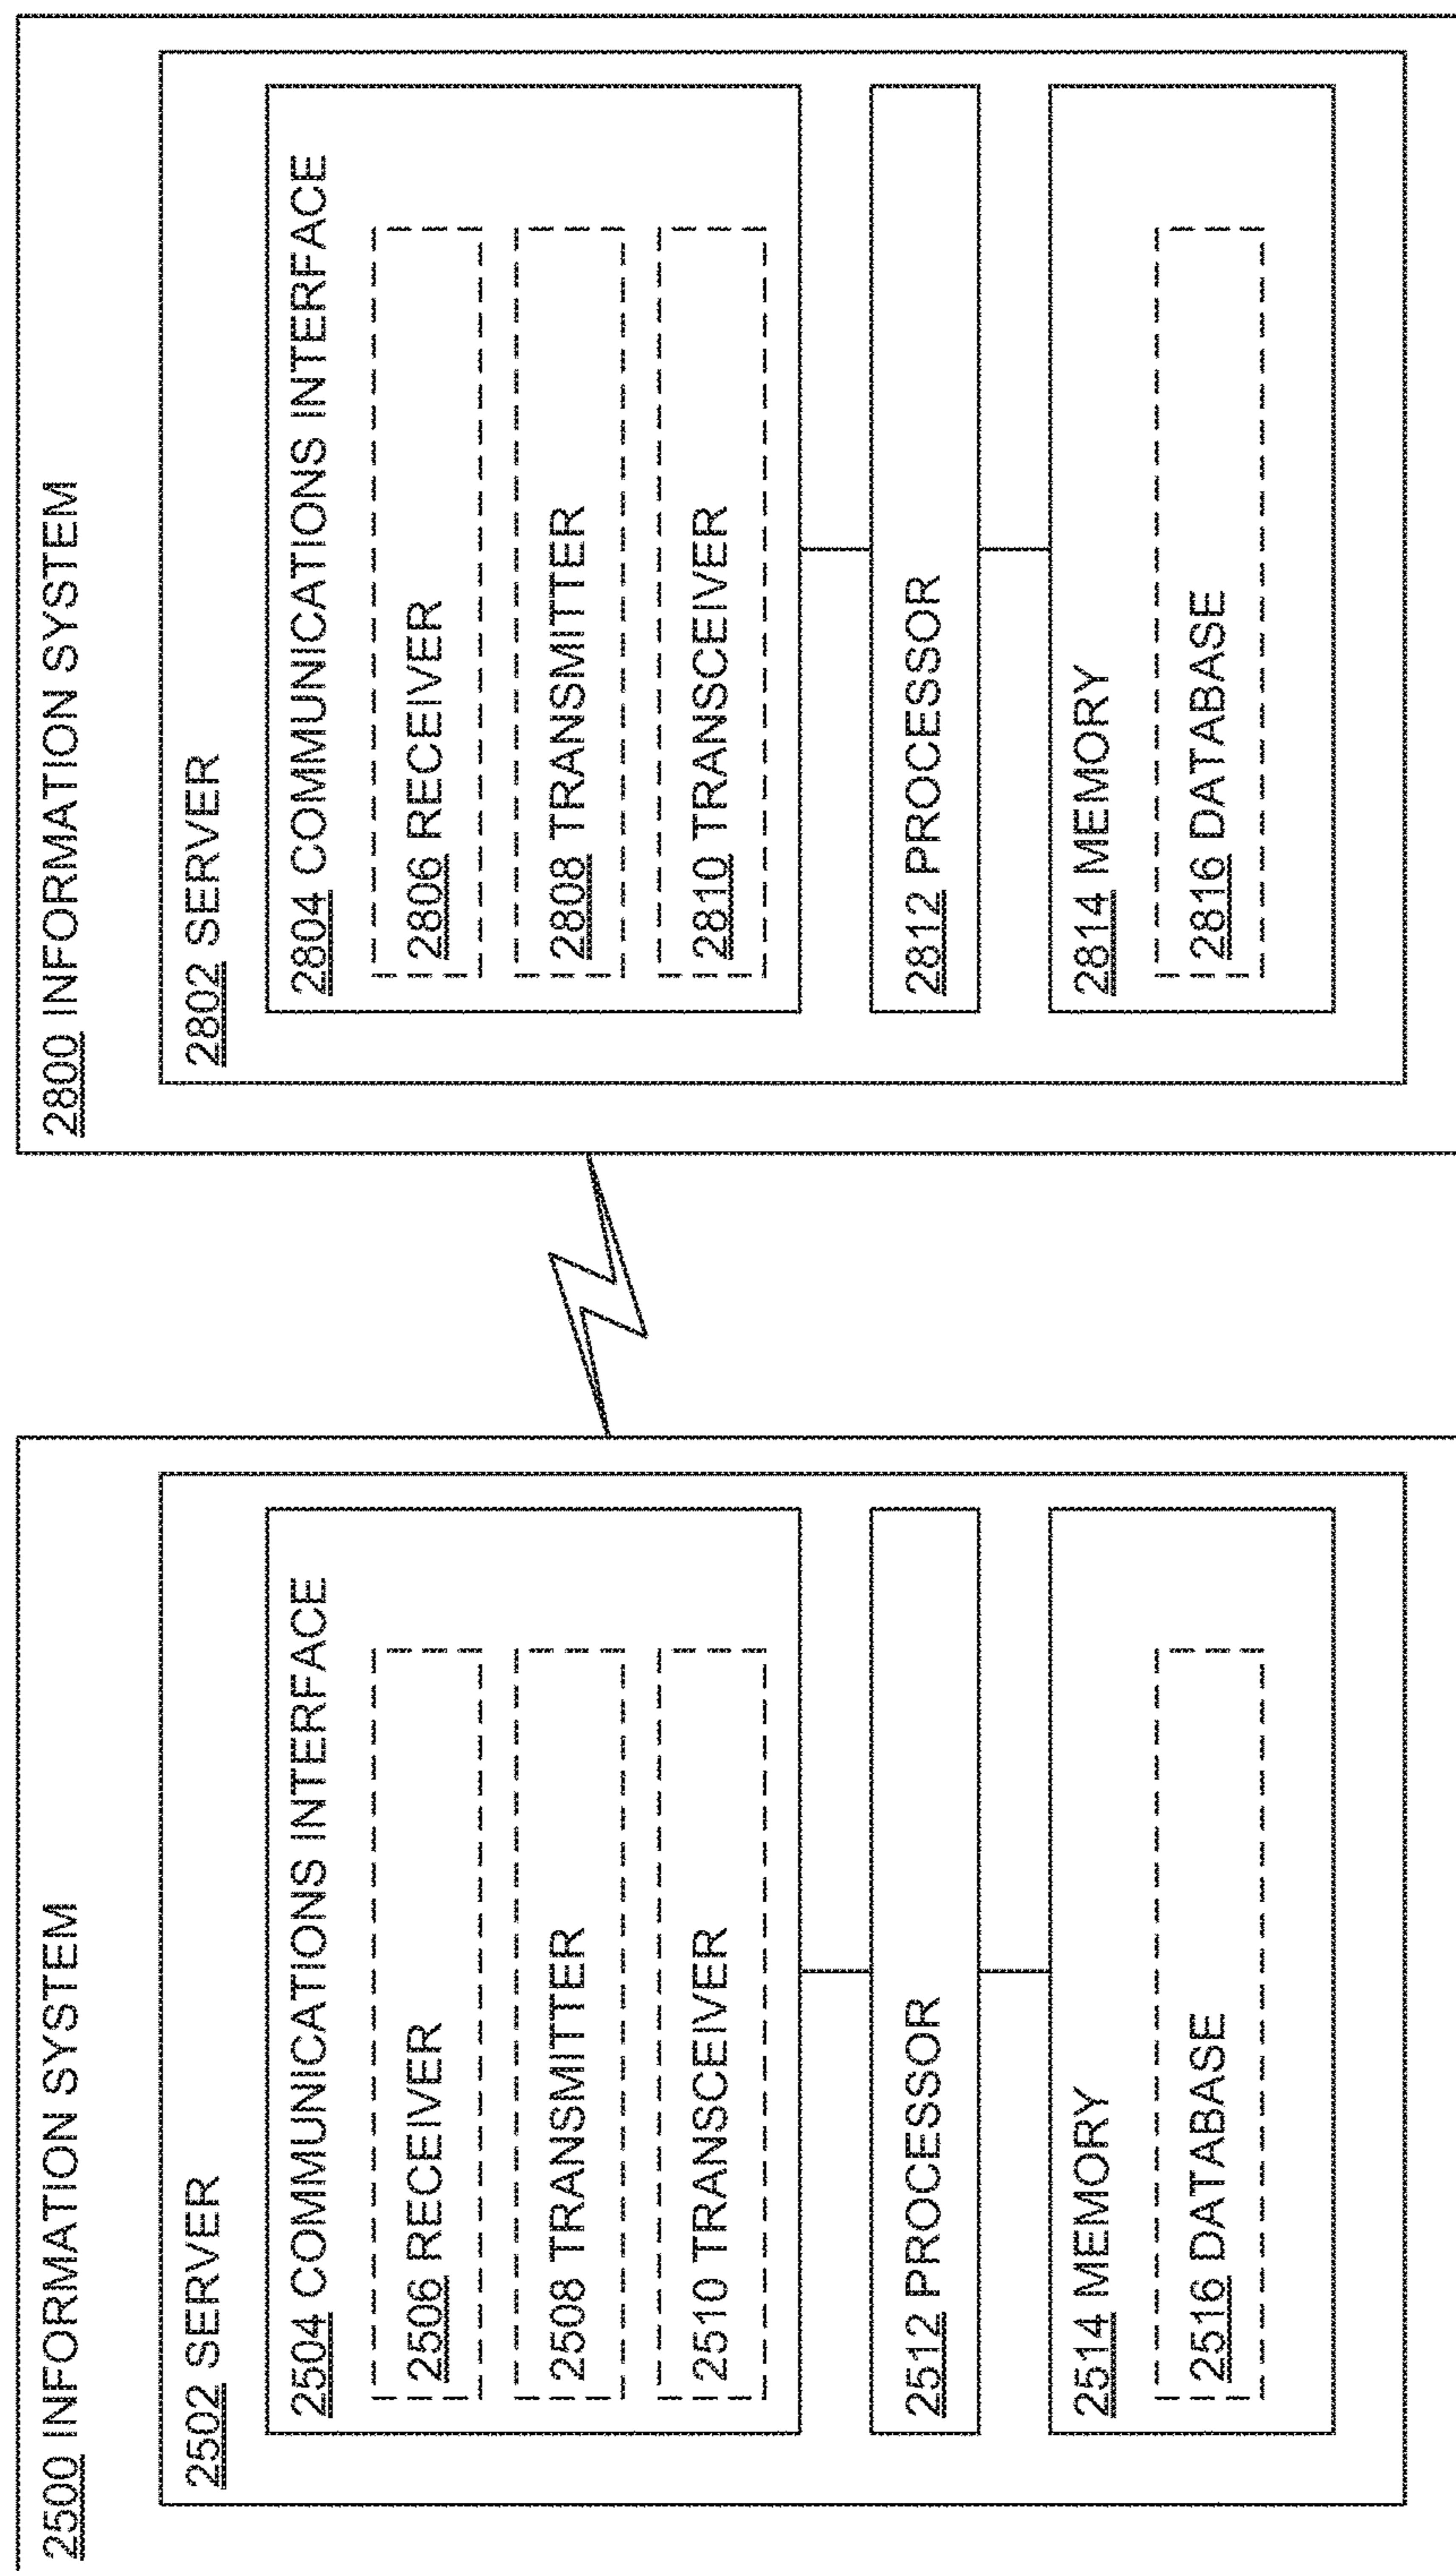 2500 INFORMATION SYSTEM
2502 SERVER
2504 COMMUNICATIONS INTERFACE
2506 RECEIVER
2508 TRANSMITTER
2510 TRANSCEIVER
2512 PROCESSOR
2514 MEMORY
2516 DATABASE
2800 INFORMATION SYSTEM
2802 SERVER
2804 COMMUNICATIONS INTERFACE
2806 RECEIVER
2808 TRANSMITTER
2810 TRANSCEIVER
2812 PROCESSOR
2814 MEMORY
2816 DATABASE